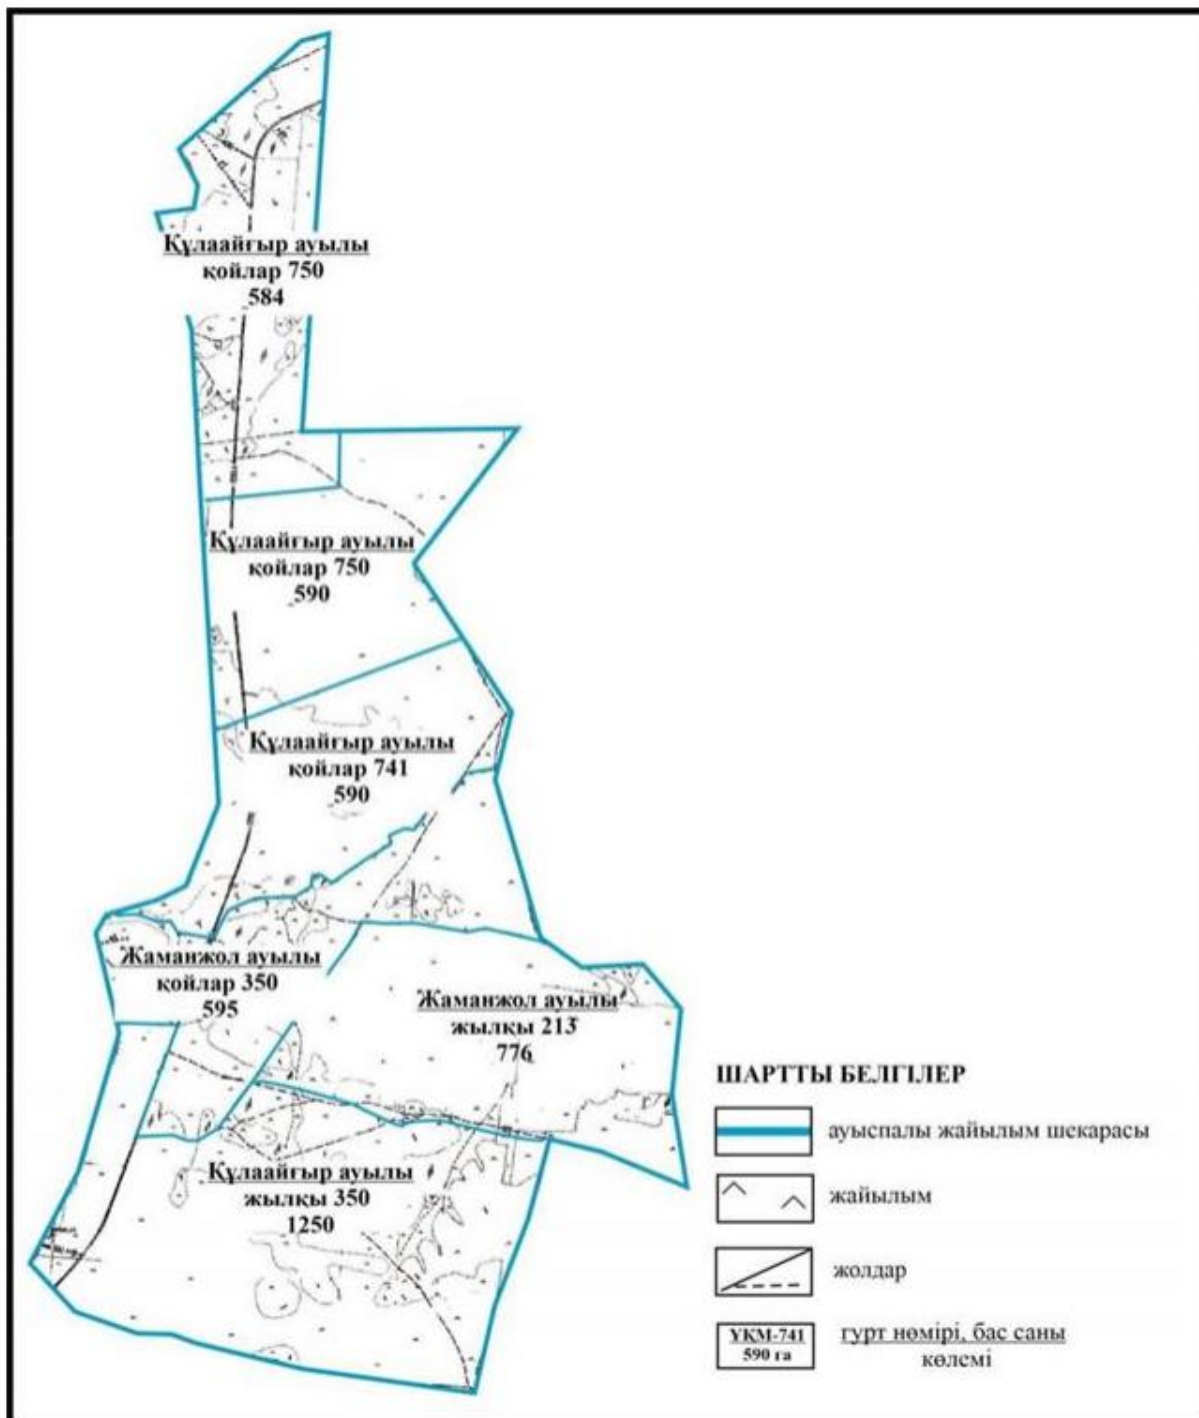 Құлаайғыр ауылы
қойлар 750
584
Құлаайғыр ауылы
қойлар 750
590
Құлаайғыр ауылы
қойлар 741
590
Жаманжол ауылы
қойлар 350
595
Жаманжол ауылы
жылқы 213
776
Құлаайғыр ауылы
жылқы 350
1250
ШАРТТЫ БЕЛГІЛЕР
ауыспалы жайылым шекарасы
жайылым
жолдар
ҮҚМ-741
590 га
гурт нөмірі, бас саны
көлемі